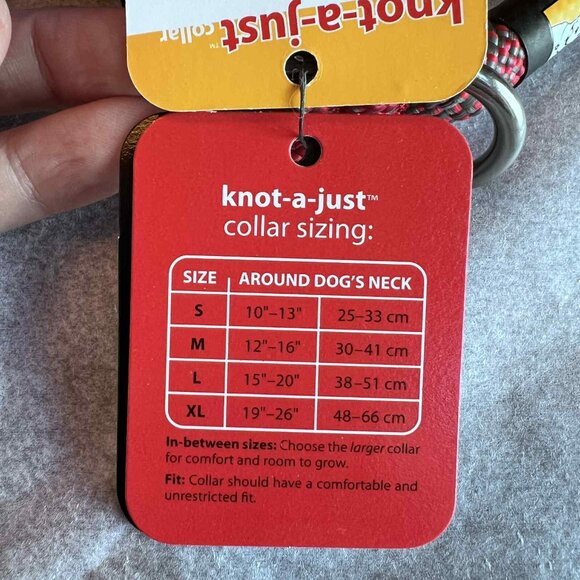 knot-a-just
collar™
knot-a-just™
collar sizing:
SIZE AROUND DOG'S NECK
S 10"–13" 25–33 cm
M 12"–16" 30–41 cm
L 15"–20" 38–51 cm
XL 19"–26" 48–66 cm
In-between sizes: Choose the larger collar
for comfort and room to grow.
Fit: Collar should have a comfortable and
unrestricted fit.